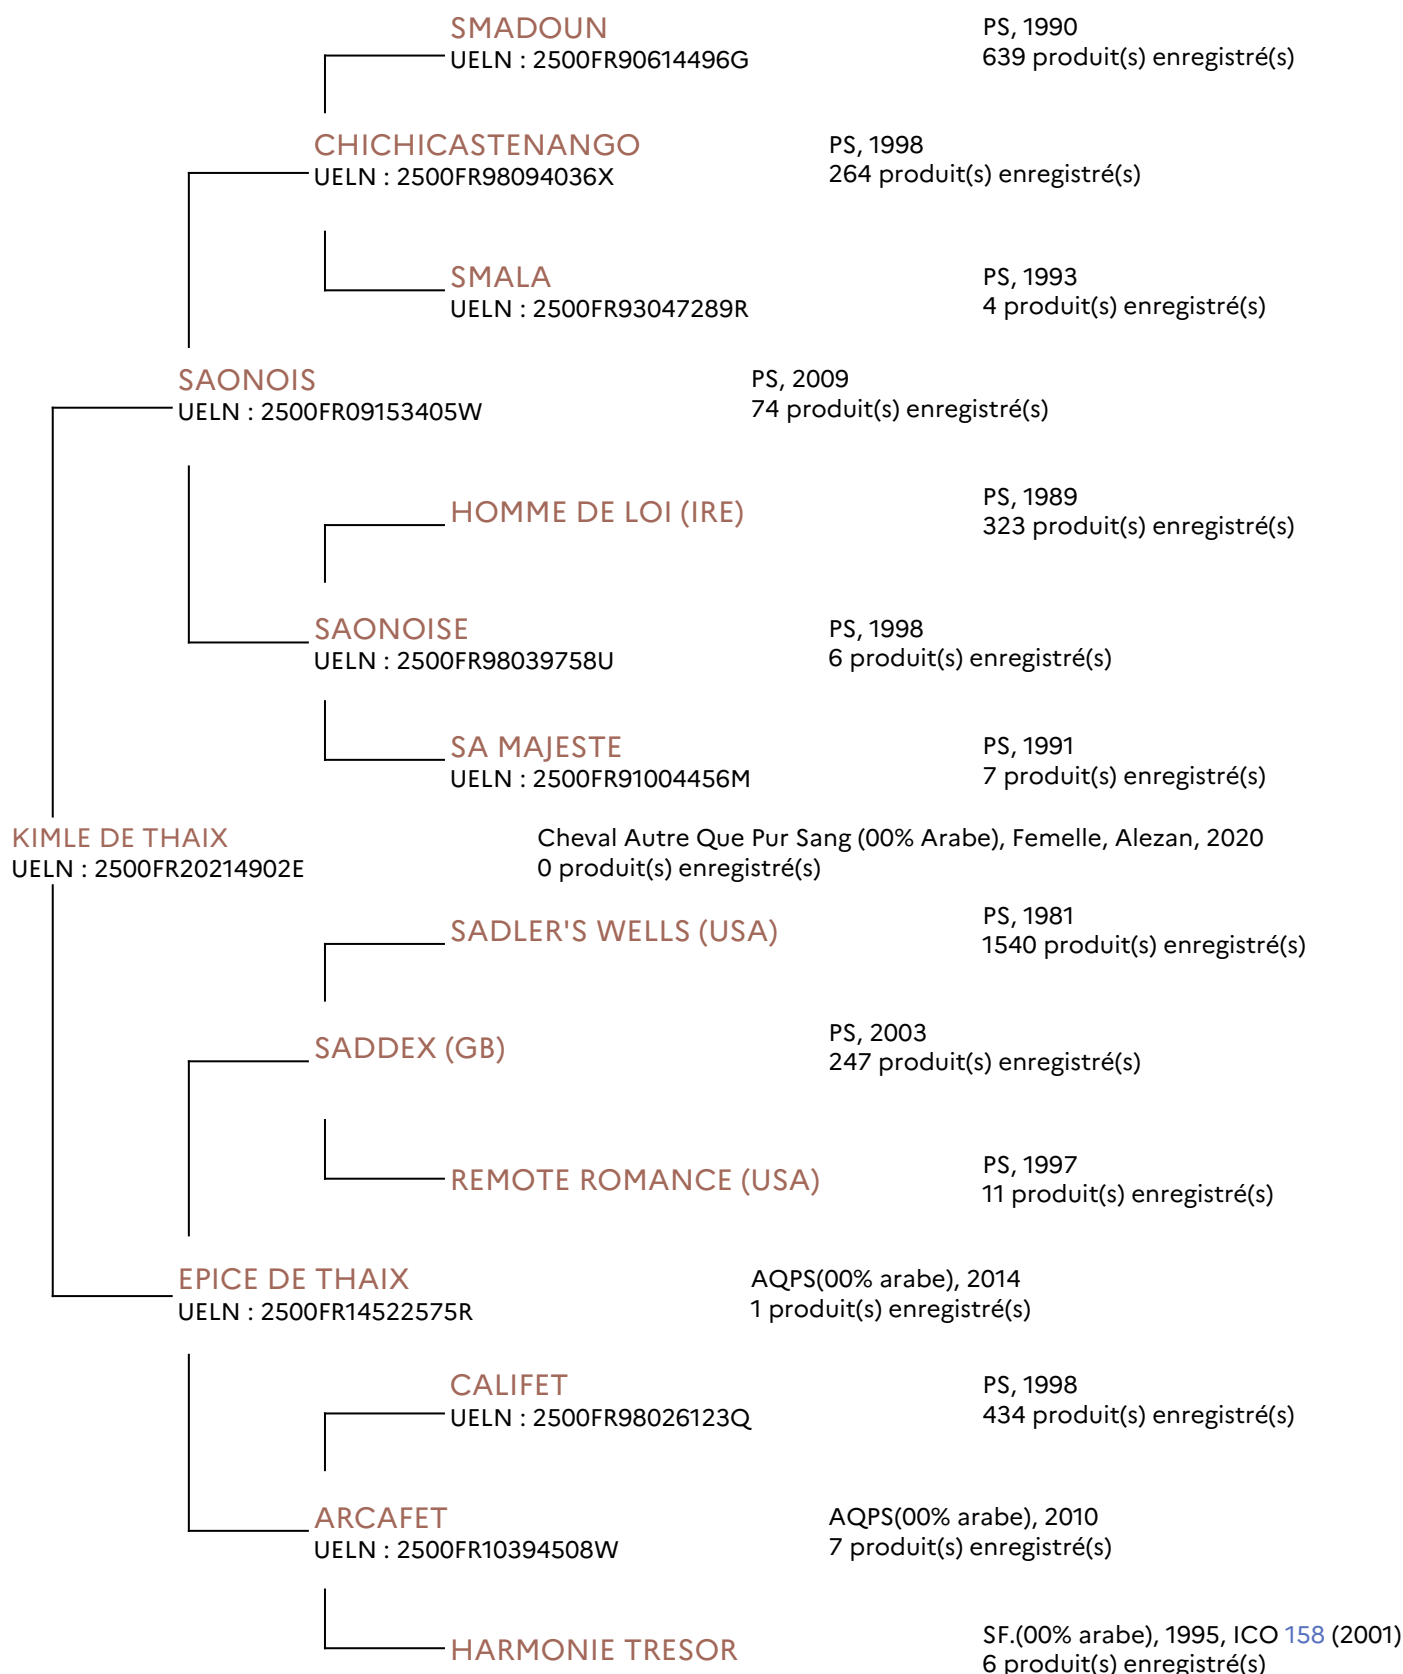 SMADOUN
UELN : 2500FR90614496G
PS, 1990
639 produit(s) enregistré(s)
CHICHICASTENANGO
UELN : 2500FR98094036X
PS, 1998
264 produit(s) enregistré(s)
SMALA
UELN : 2500FR93047289R
PS, 1993
4 produit(s) enregistré(s)
SAONOIS
UELN : 2500FR09153405W
PS, 2009
74 produit(s) enregistré(s)
HOMME DE LOI (IRE)
PS, 1989
323 produit(s) enregistré(s)
SAONOISE
UELN : 2500FR98039758U
PS, 1998
6 produit(s) enregistré(s)
SA MAJESTE
UELN : 2500FR91004456M
PS, 1991
7 produit(s) enregistré(s)
KIMLE DE THAIX
UELN : 2500FR20214902E
Cheval Autre Que Pur Sang (00% Arabe), Femelle, Alezan, 2020
0 produit(s) enregistré(s)
SADLER'S WELLS (USA)
PS, 1981
1540 produit(s) enregistré(s)
SADDEX (GB)
PS, 2003
247 produit(s) enregistré(s)
REMOTE ROMANCE (USA)
PS, 1997
11 produit(s) enregistré(s)
EPICE DE THAIX
UELN : 2500FR14522575R
AQPS(00% arabe), 2014
1 produit(s) enregistré(s)
CALIFET
UELN : 2500FR98026123Q
PS, 1998
434 produit(s) enregistré(s)
ARCAFET
UELN : 2500FR10394508W
AQPS(00% arabe), 2010
7 produit(s) enregistré(s)
HARMONIE TRESOR
SF.(00% arabe), 1995, ICO 158 (2001)
6 produit(s) enregistré(s)